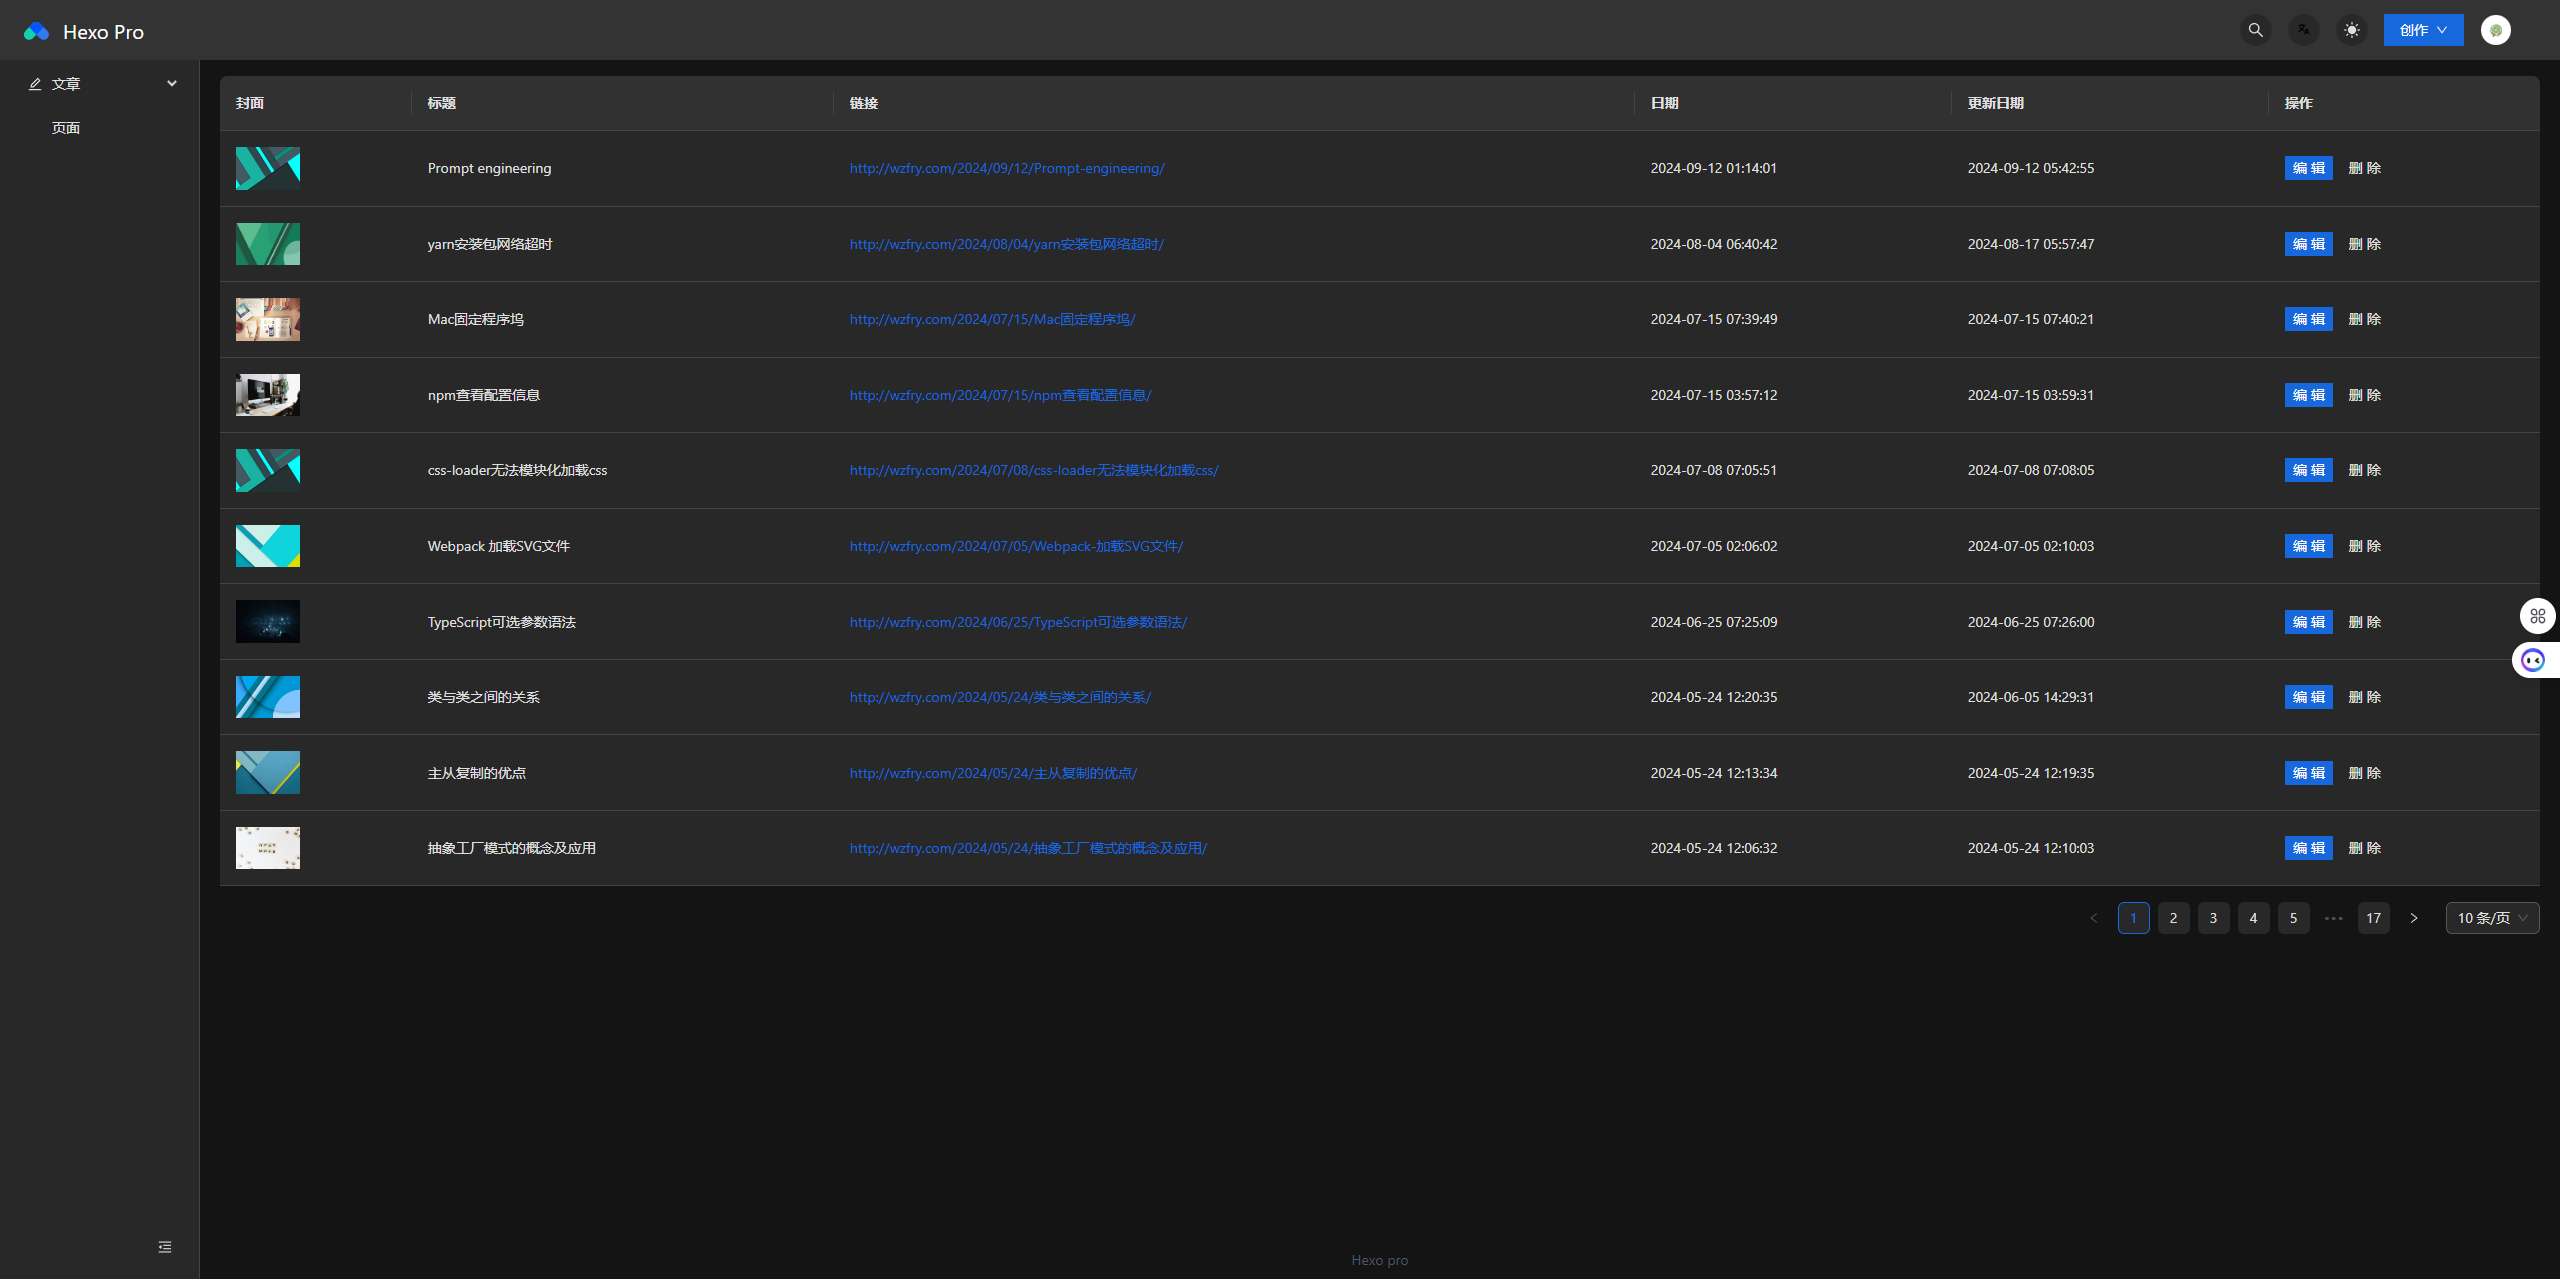 Hexo Pro
创作
文章
页面
封面 标题 链接 日期 更新日期 操作
Prompt engineering http://wzfry.com/2024/09/12/Prompt-engineering/ 2024-09-12 01:14:01 2024-09-12 05:42:55 编 辑 删 除
yarn安装包网络超时 http://wzfry.com/2024/08/04/yarn安装包网络超时/ 2024-08-04 06:40:42 2024-08-17 05:57:47 编 辑 删 除
Mac固定程序坞 http://wzfry.com/2024/07/15/Mac固定程序坞/ 2024-07-15 07:39:49 2024-07-15 07:40:21 编 辑 删 除
npm查看配置信息 http://wzfry.com/2024/07/15/npm查看配置信息/ 2024-07-15 03:57:12 2024-07-15 03:59:31 编 辑 删 除
css-loader无法模块化加载css http://wzfry.com/2024/07/08/css-loader无法模块化加载css/ 2024-07-08 07:05:51 2024-07-08 07:08:05 编 辑 删 除
Webpack 加载SVG文件 http://wzfry.com/2024/07/05/Webpack-加载SVG文件/ 2024-07-05 02:06:02 2024-07-05 02:10:03 编 辑 删 除
TypeScript可选参数语法 http://wzfry.com/2024/06/25/TypeScript可选参数语法/ 2024-06-25 07:25:09 2024-06-25 07:26:00 编 辑 删 除
类与类之间的关系 http://wzfry.com/2024/05/24/类与类之间的关系/ 2024-05-24 12:20:35 2024-06-05 14:29:31 编 辑 删 除
主从复制的优点 http://wzfry.com/2024/05/24/主从复制的优点/ 2024-05-24 12:13:34 2024-05-24 12:19:35 编 辑 删 除
抽象工厂模式的概念及应用 http://wzfry.com/2024/05/24/抽象工厂模式的概念及应用/ 2024-05-24 12:06:32 2024-05-24 12:10:03 编 辑 删 除
1 2 3 4 5 ••• 17 10 条/页
Hexo pro